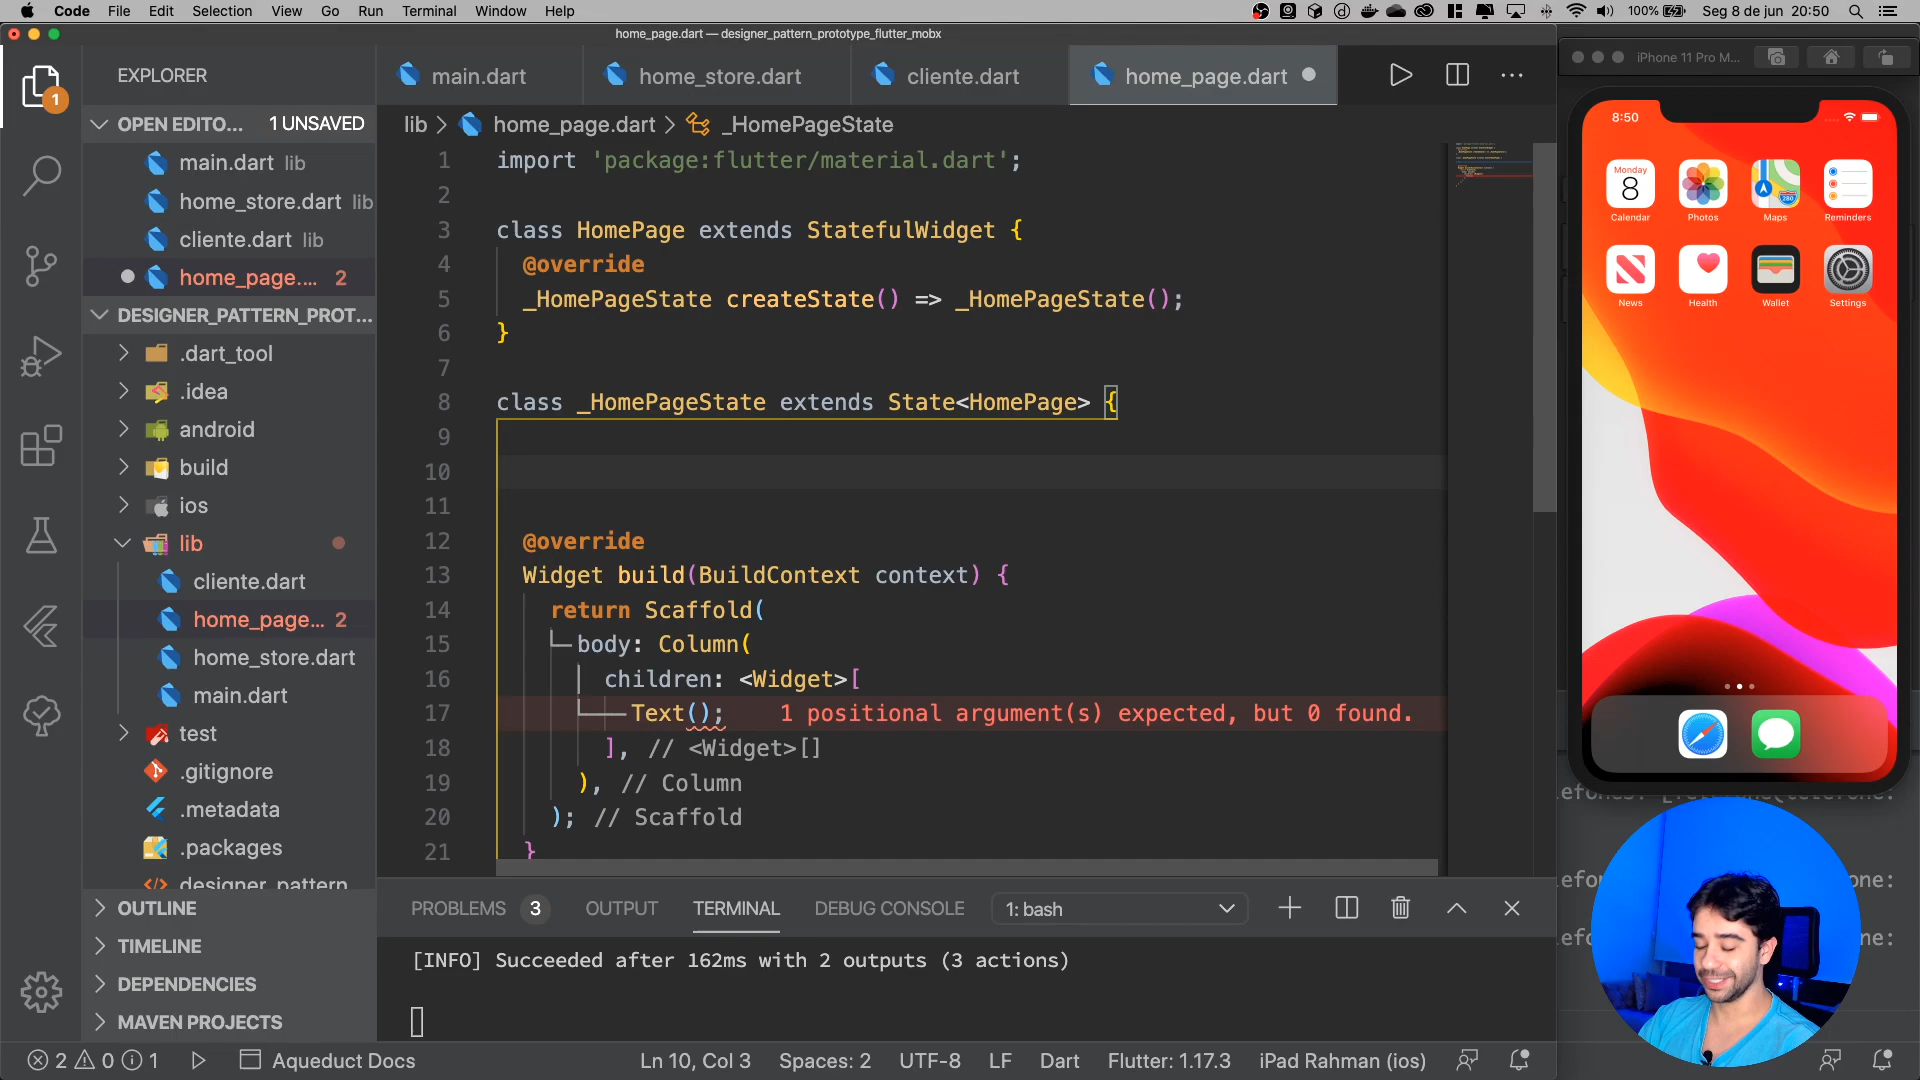 Code File Edit Selection View Go Run Terminal Window Help
100% Seg 8 de jun 20:50
home_page.dart — designer_pattern_prototype_flutter_mobx
EXPLORER
main.dart home_store.dart cliente.dart home_page.dart
iPhone 11 Pro M...
1
OPEN EDITO... 1 UNSAVED
main.dart lib
home_store.dart lib
cliente.dart lib
home_page.... 2
DESIGNER_PATTERN_PROT...
.dart_tool
.idea
android
build
ios
lib
cliente.dart
home_page... 2
home_store.dart
main.dart
test
.gitignore
.metadata
.packages
designer_pattern
OUTLINE
TIMELINE
DEPENDENCIES
MAVEN PROJECTS
lib > home_page.dart > _HomePageState
1 import 'package:flutter/material.dart';
2
3 class HomePage extends StatefulWidget {
4 @override
5 _HomePageState createState() => _HomePageState();
6 }
7
8 class _HomePageState extends State<HomePage> {
9
10
11
12 @override
13 Widget build(BuildContext context) {
14 return Scaffold(
15 body: Column(
16 children: <Widget>[
17 Text(); 1 positional argument(s) expected, but 0 found.
18 ], // <Widget>[]
19 ), // Column
20 ); // Scaffold
21 }
PROBLEMS 3 OUTPUT TERMINAL DEBUG CONSOLE 1: bash
[INFO] Succeeded after 162ms with 2 outputs (3 actions)
2 0 1 Aqueduct Docs Ln 10, Col 3 Spaces: 2 UTF-8 LF Dart Flutter: 1.17.3 iPad Rahman (ios)
8:50
Monday
8
280
Calendar Photos Maps Reminders
News Health Wallet Settings